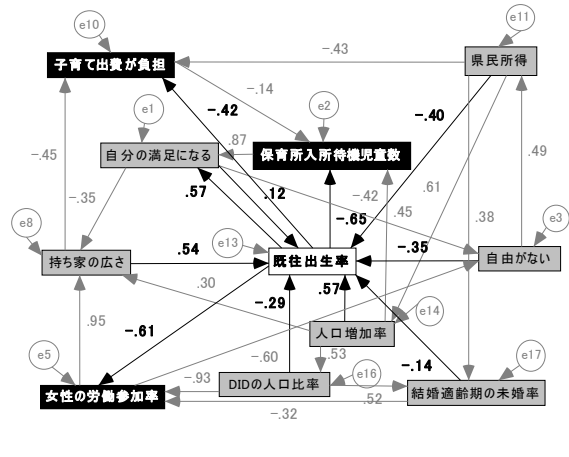 e10
e11
子育て出費が負担
-.43
県民所得
-.14
e1
e2
-.42
-.40
.87
自分の満足になる
保育所入所待機児童数
-.45
.49
-.35
.57
.12
-.42
.45
.61
-.65
.38
e8
e13
e3
持ち家の広さ
.54
既往出生率
-.35
自由がない
.30
-.29
.57
.95
-.61
e14
人口増加率
e5
-.60
.53
-.14
e17
e16
-.93
DIDの人口比率
女性の労働参加率
.52
結婚適齢期の未婚率
-.32